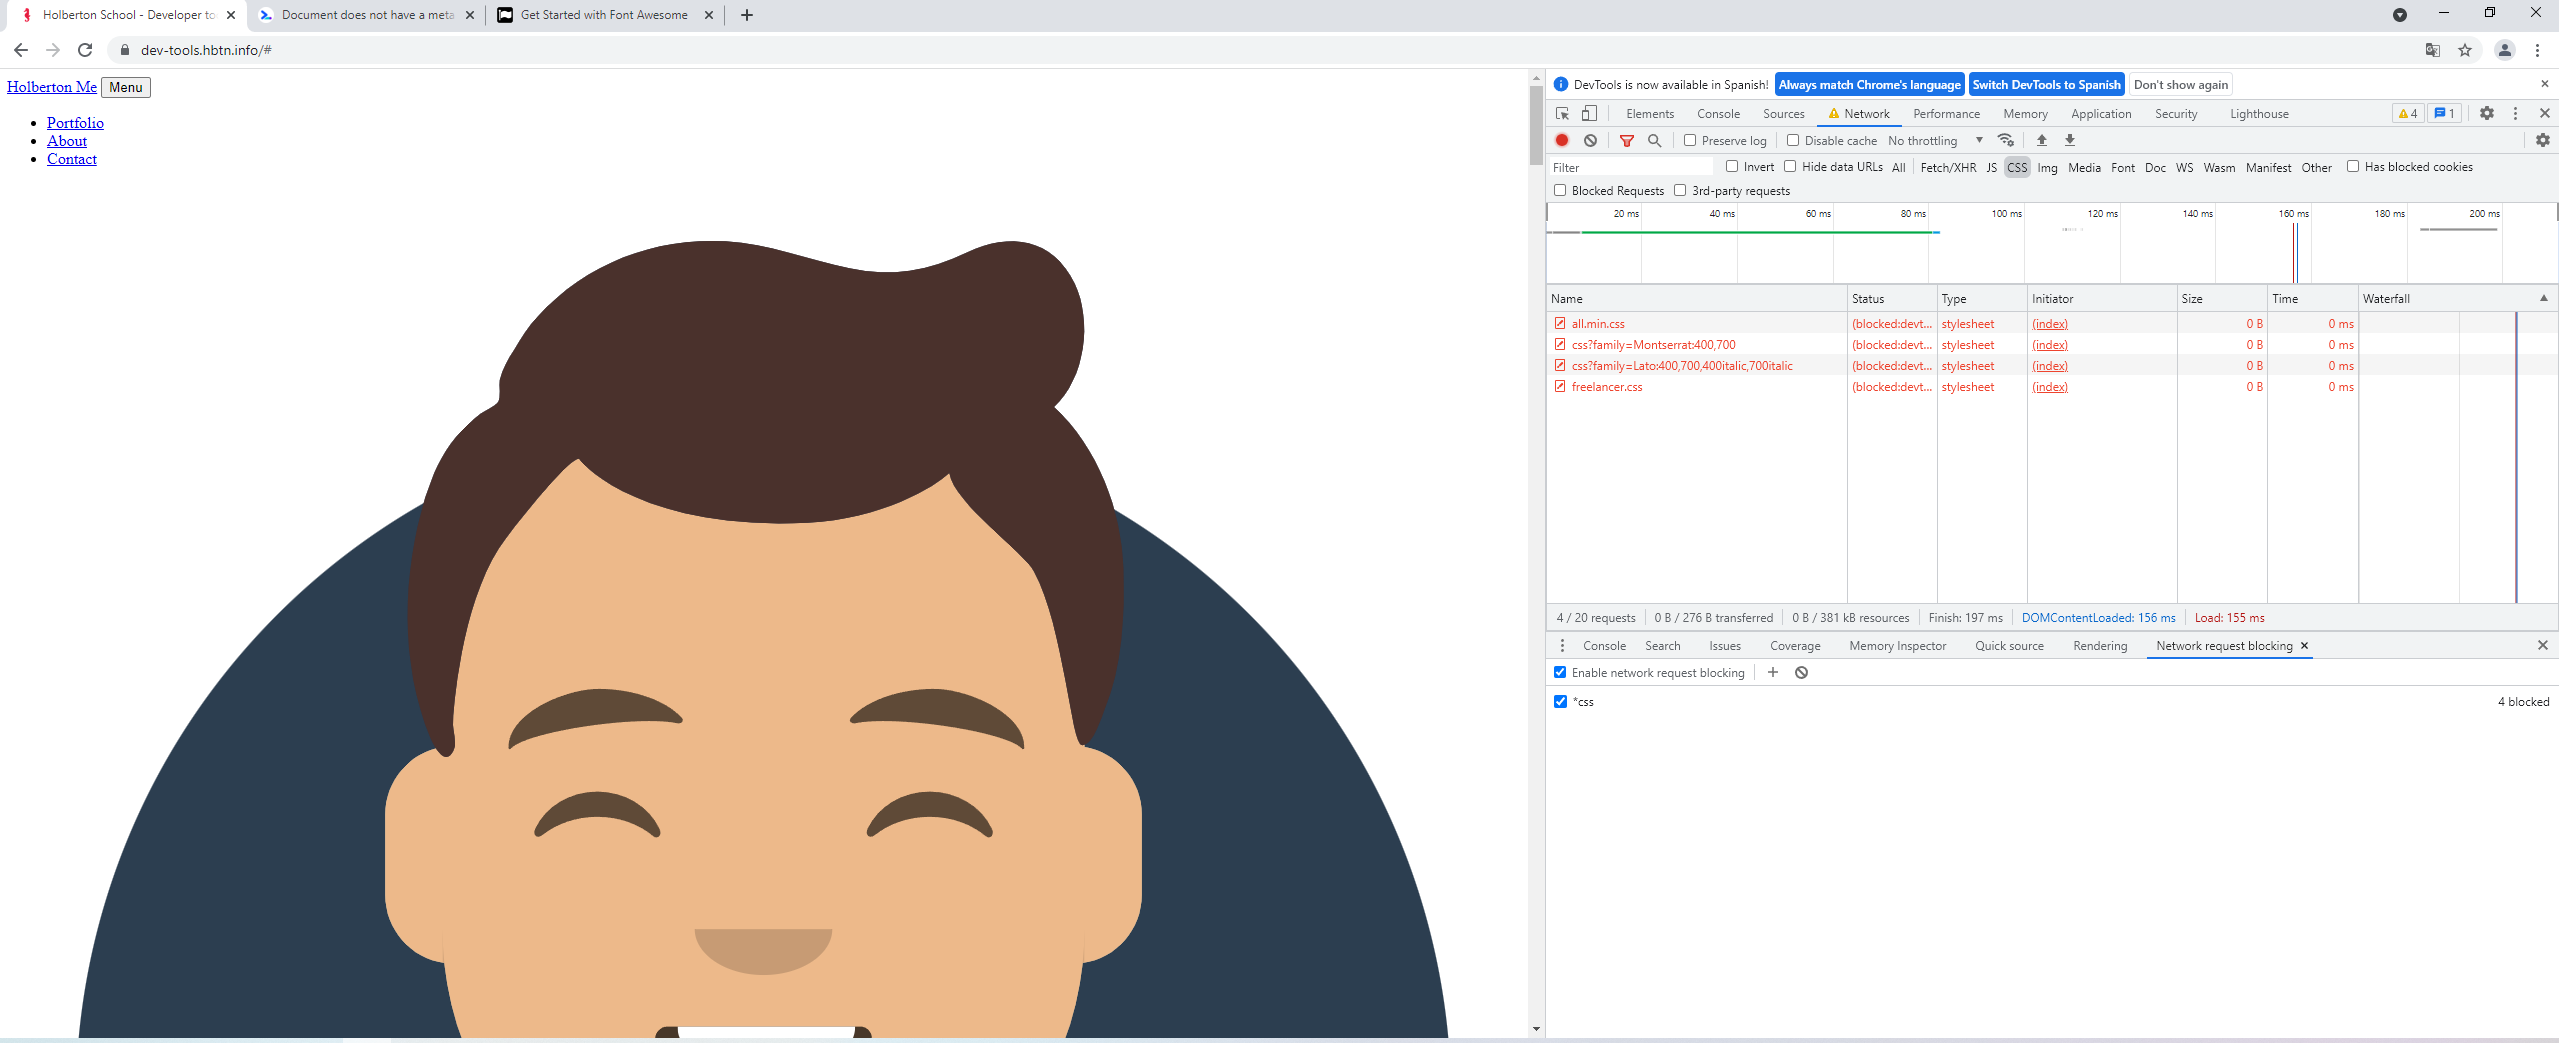 Holberton School - Developer to
Document does not have a meta
Get Started with Font Awesome
dev-tools.hbtn.info/#
Holberton Me Menu
Portfolio
About
Contact
DevTools is now available in Spanish! Always match Chrome's language Switch DevTools to Spanish Don't show again
Elements Console Sources Network Performance Memory Application Security Lighthouse 4 1
Preserve log Disable cache No throttling
Filter Invert Hide data URLs All Fetch/XHR JS CSS Img Media Font Doc WS Wasm Manifest Other Has blocked cookies
Blocked Requests 3rd-party requests
20 ms 40 ms 60 ms 80 ms 100 ms 120 ms 140 ms 160 ms 180 ms 200 ms
Name Status Type Initiator Size Time Waterfall
all.min.css (blocked:devt... stylesheet (index) 0 B 0 ms
css?family=Montserrat:400,700 (blocked:devt... stylesheet (index) 0 B 0 ms
css?family=Lato:400,700,400italic,700italic (blocked:devt... stylesheet (index) 0 B 0 ms
freelancer.css (blocked:devt... stylesheet (index) 0 B 0 ms
4 / 20 requests 0 B / 276 B transferred 0 B / 381 kB resources Finish: 197 ms DOMContentLoaded: 156 ms Load: 155 ms
Console Search Issues Coverage Memory Inspector Quick source Rendering Network request blocking
Enable network request blocking
*css 4 blocked